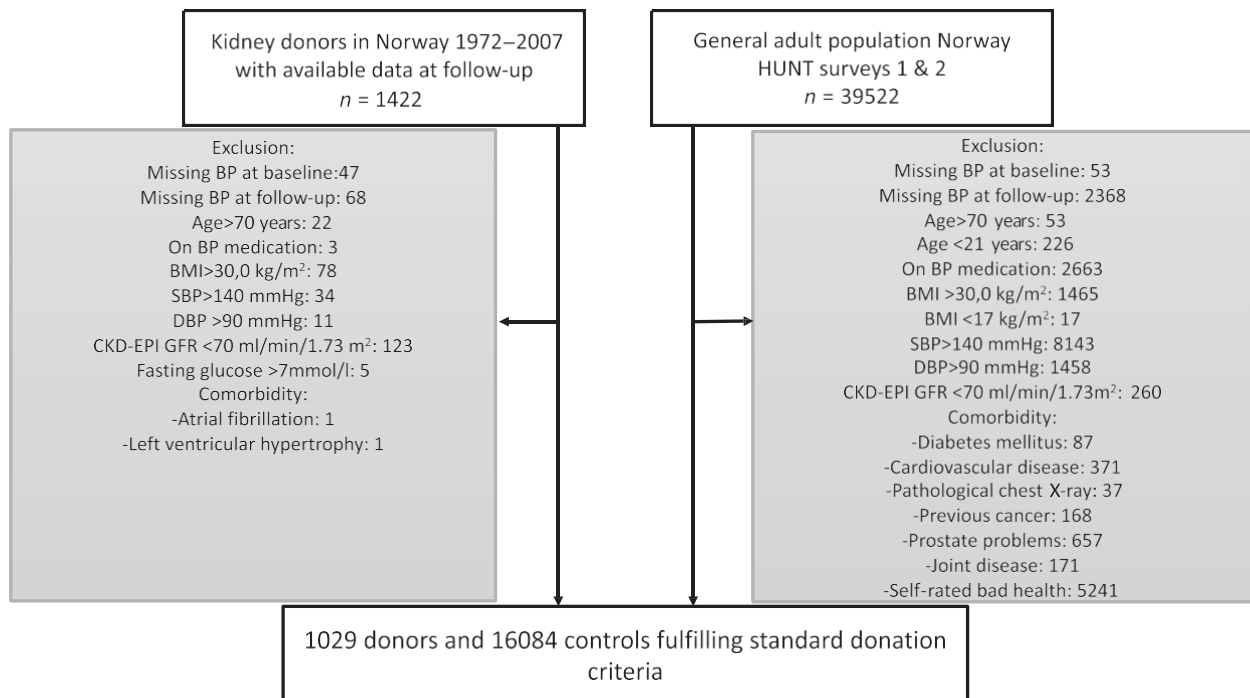 Kidney donors in Norway 1972–2007
with available data at follow-up
n = 1422
General adult population Norway
HUNT surveys 1 & 2
n = 39522
Exclusion:
Missing BP at baseline:47
Missing BP at follow-up: 68
Age>70 years: 22
On BP medication: 3
BMI>30,0 kg/m²: 78
SBP>140 mmHg: 34
DBP >90 mmHg: 11
CKD-EPI GFR <70 ml/min/1.73 m²: 123
Fasting glucose >7mmol/l: 5
Comorbidity:
-Atrial fibrillation: 1
-Left ventricular hypertrophy: 1
Exclusion:
Missing BP at baseline: 53
Missing BP at follow-up: 2368
Age>70 years: 53
Age <21 years: 226
On BP medication: 2663
BMI >30,0 kg/m²: 1465
BMI <17 kg/m²: 17
SBP>140 mmHg: 8143
DBP>90 mmHg: 1458
CKD-EPI GFR <70 ml/min/1.73m²: 260
Comorbidity:
-Diabetes mellitus: 87
-Cardiovascular disease: 371
-Pathological chest X-ray: 37
-Previous cancer: 168
-Prostate problems: 657
-Joint disease: 171
-Self-rated bad health: 5241
1029 donors and 16084 controls fulfilling standard donation
criteria